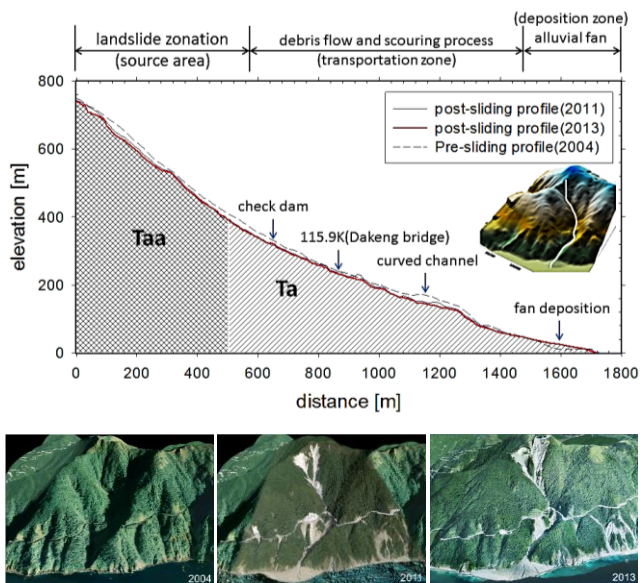 landslide zonation
(source area)
debris flow and scouring process
(transportation zone)
(deposition zone)
alluvial fan
800
600
400
200
0
elevation [m]
post-sliding profile(2011)
post-sliding profile(2013)
Pre-sliding profile(2004)
check dam
115.9K(Dakeng bridge)
curved channel
fan deposition
Taa
Ta
0 200 400 600 800 1000 1200 1400 1600 1800
distance [m]
2004
2011
2013